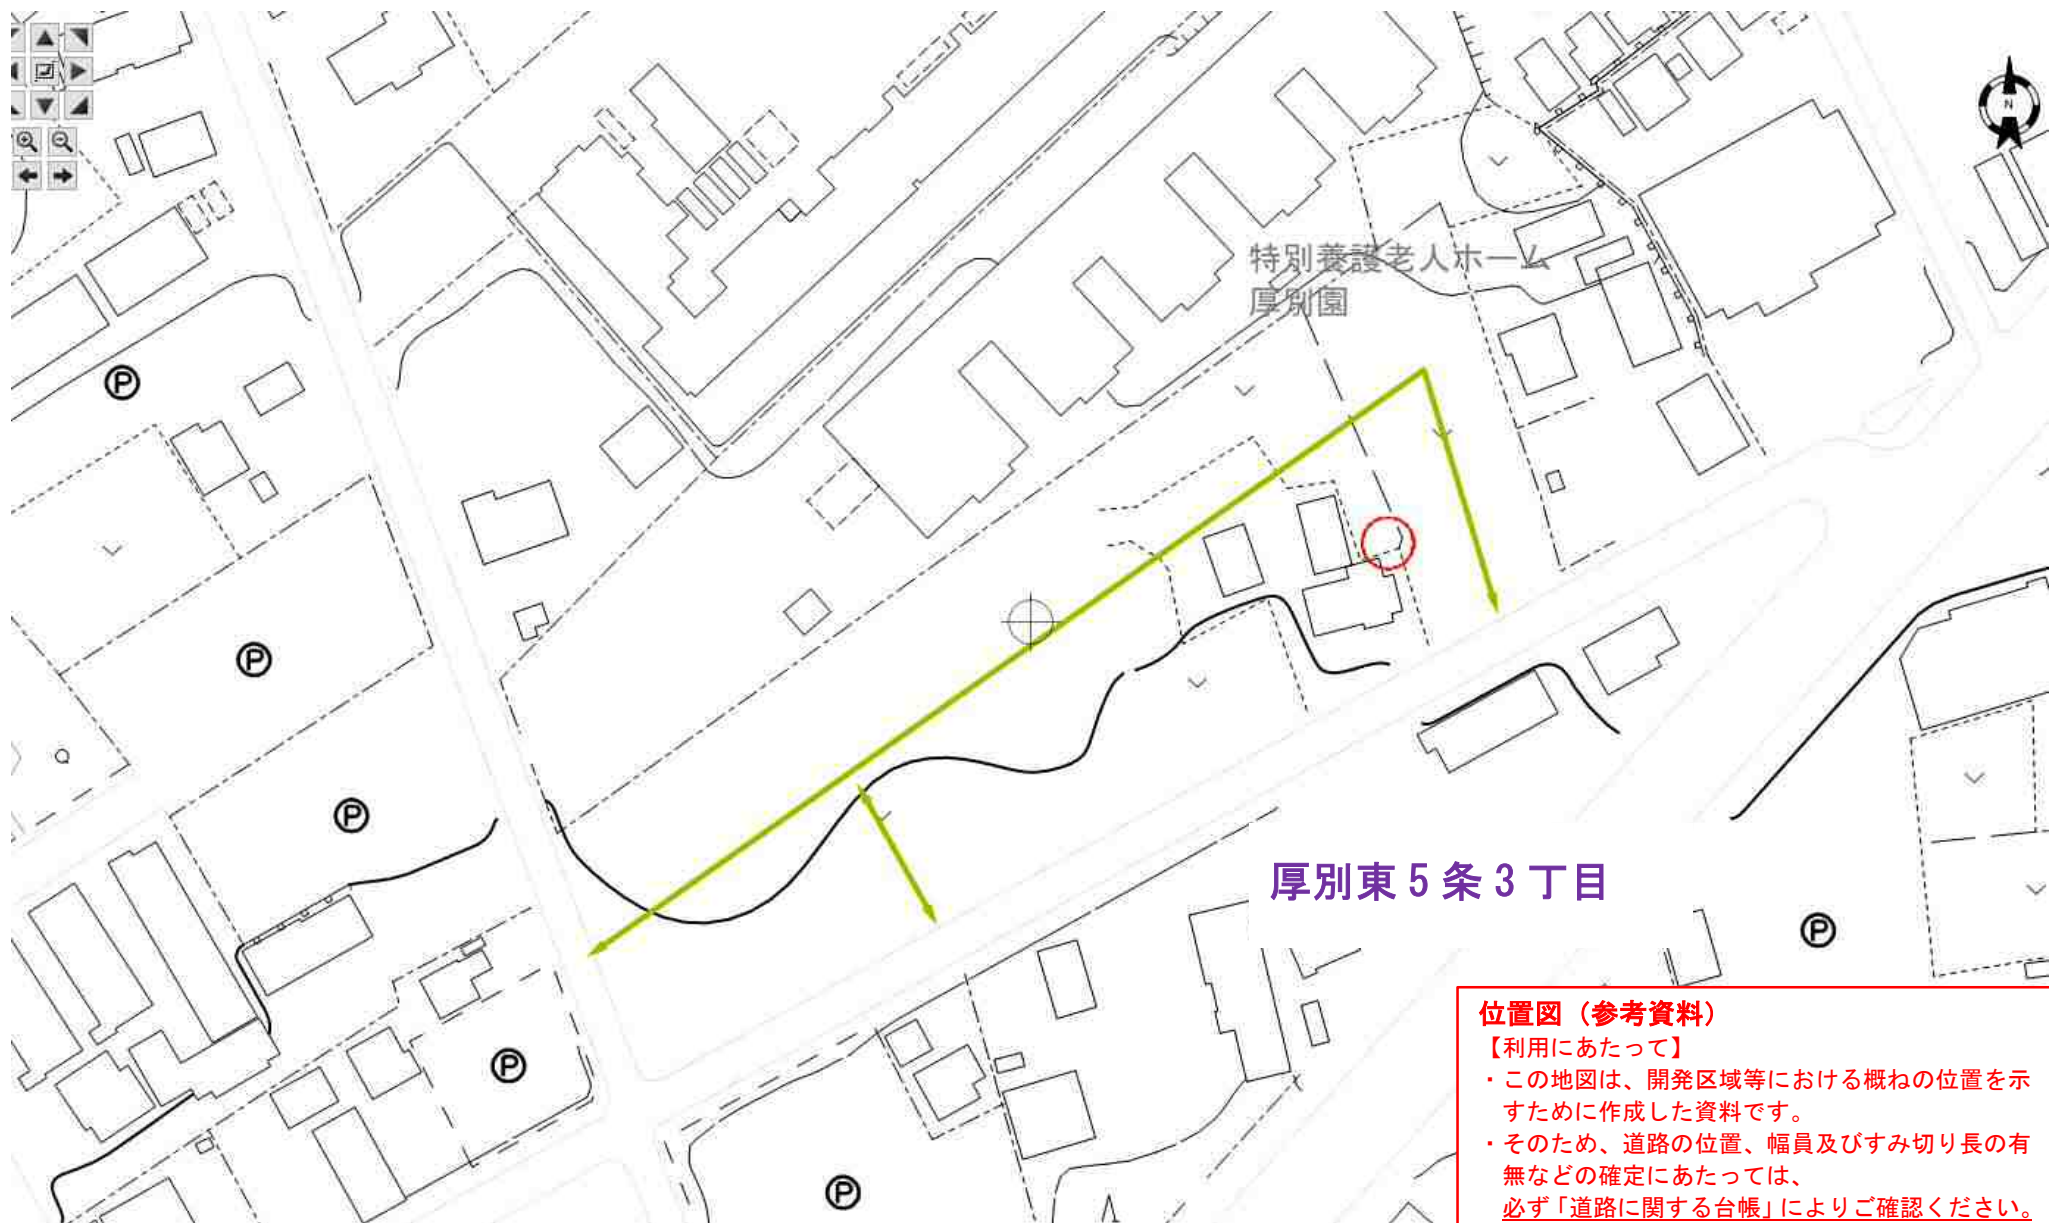 N
特別養護老人ホーム
厚別園
P
P
P
P
P
P
厚別東5条3丁目
位置図（参考資料）
【利用にあたって】
・この地図は、開発区域等における概ねの位置を示
すために作成した資料です。
・そのため、道路の位置、幅員及びすみ切り長の有
無などの確定にあたっては、
必ず「道路に関する台帳」によりご確認ください。